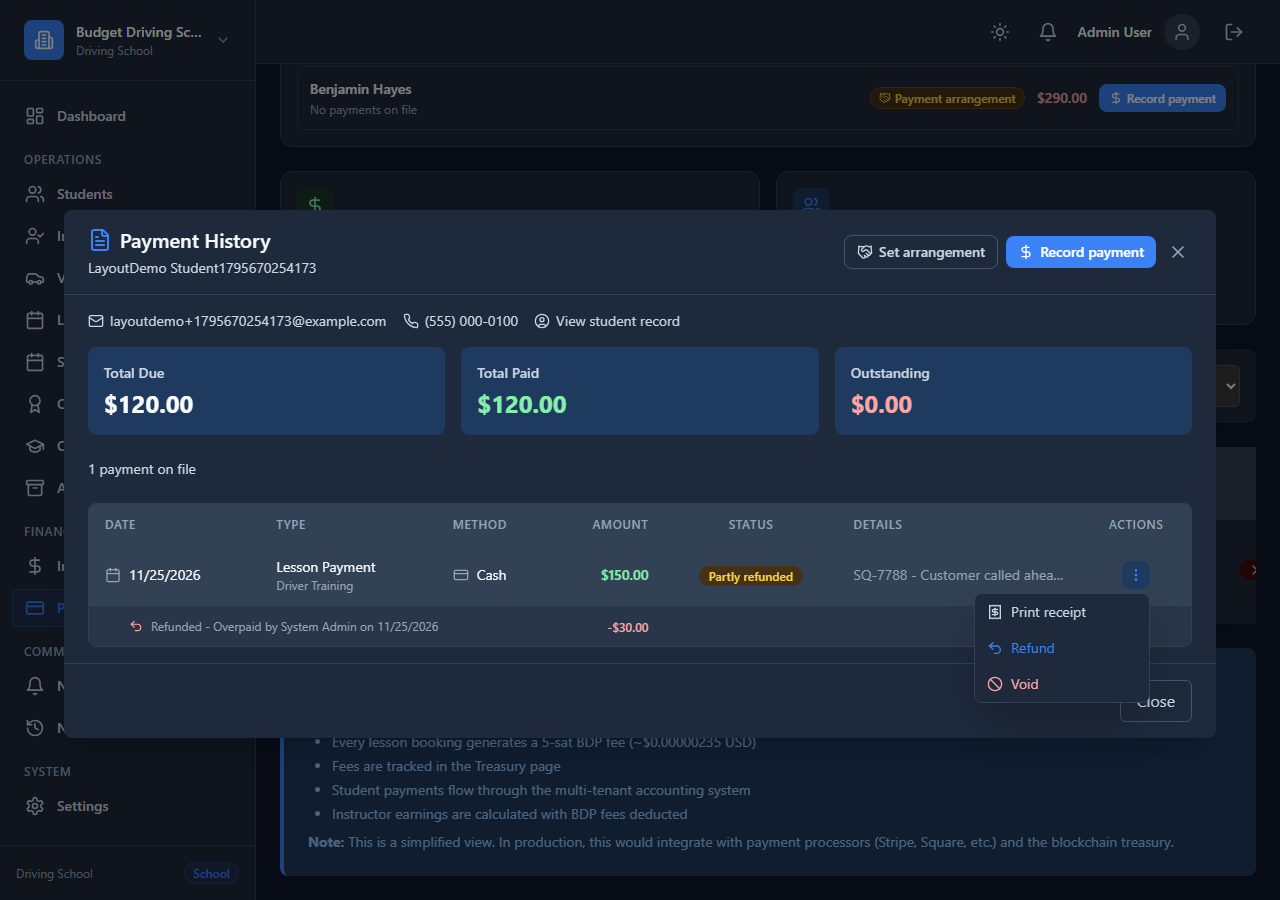 Budget Driving Sc...
Driving School
Admin User
Dashboard
OPERATIONS
Students
Benjamin Hayes
No payments on file
Payment arrangement
$290.00
Record payment
Payment History
LayoutDemo Student1795670254173
Set arrangement
Record payment
layoutdemo+1795670254173@example.com
(555) 000-0100
View student record
Total Due
$120.00
Total Paid
$120.00
Outstanding
$0.00
1 payment on file
DATE
TYPE
METHOD
AMOUNT
STATUS
DETAILS
ACTIONS
11/25/2026
Lesson Payment
Driver Training
Cash
$150.00
Partly refunded
SQ-7788 - Customer called ahea...
Refunded - Overpaid by System Admin on 11/25/2026
-$30.00
Print receipt
Refund
Void
Close
Every lesson booking generates a 5-sat BDP fee (~$0.00000235 USD)
Fees are tracked in the Treasury page
Student payments flow through the multi-tenant accounting system
Instructor earnings are calculated with BDP fees deducted
Note: This is a simplified view. In production, this would integrate with payment processors (Stripe, Square, etc.) and the blockchain treasury.
SYSTEM
Settings
Driving School
School